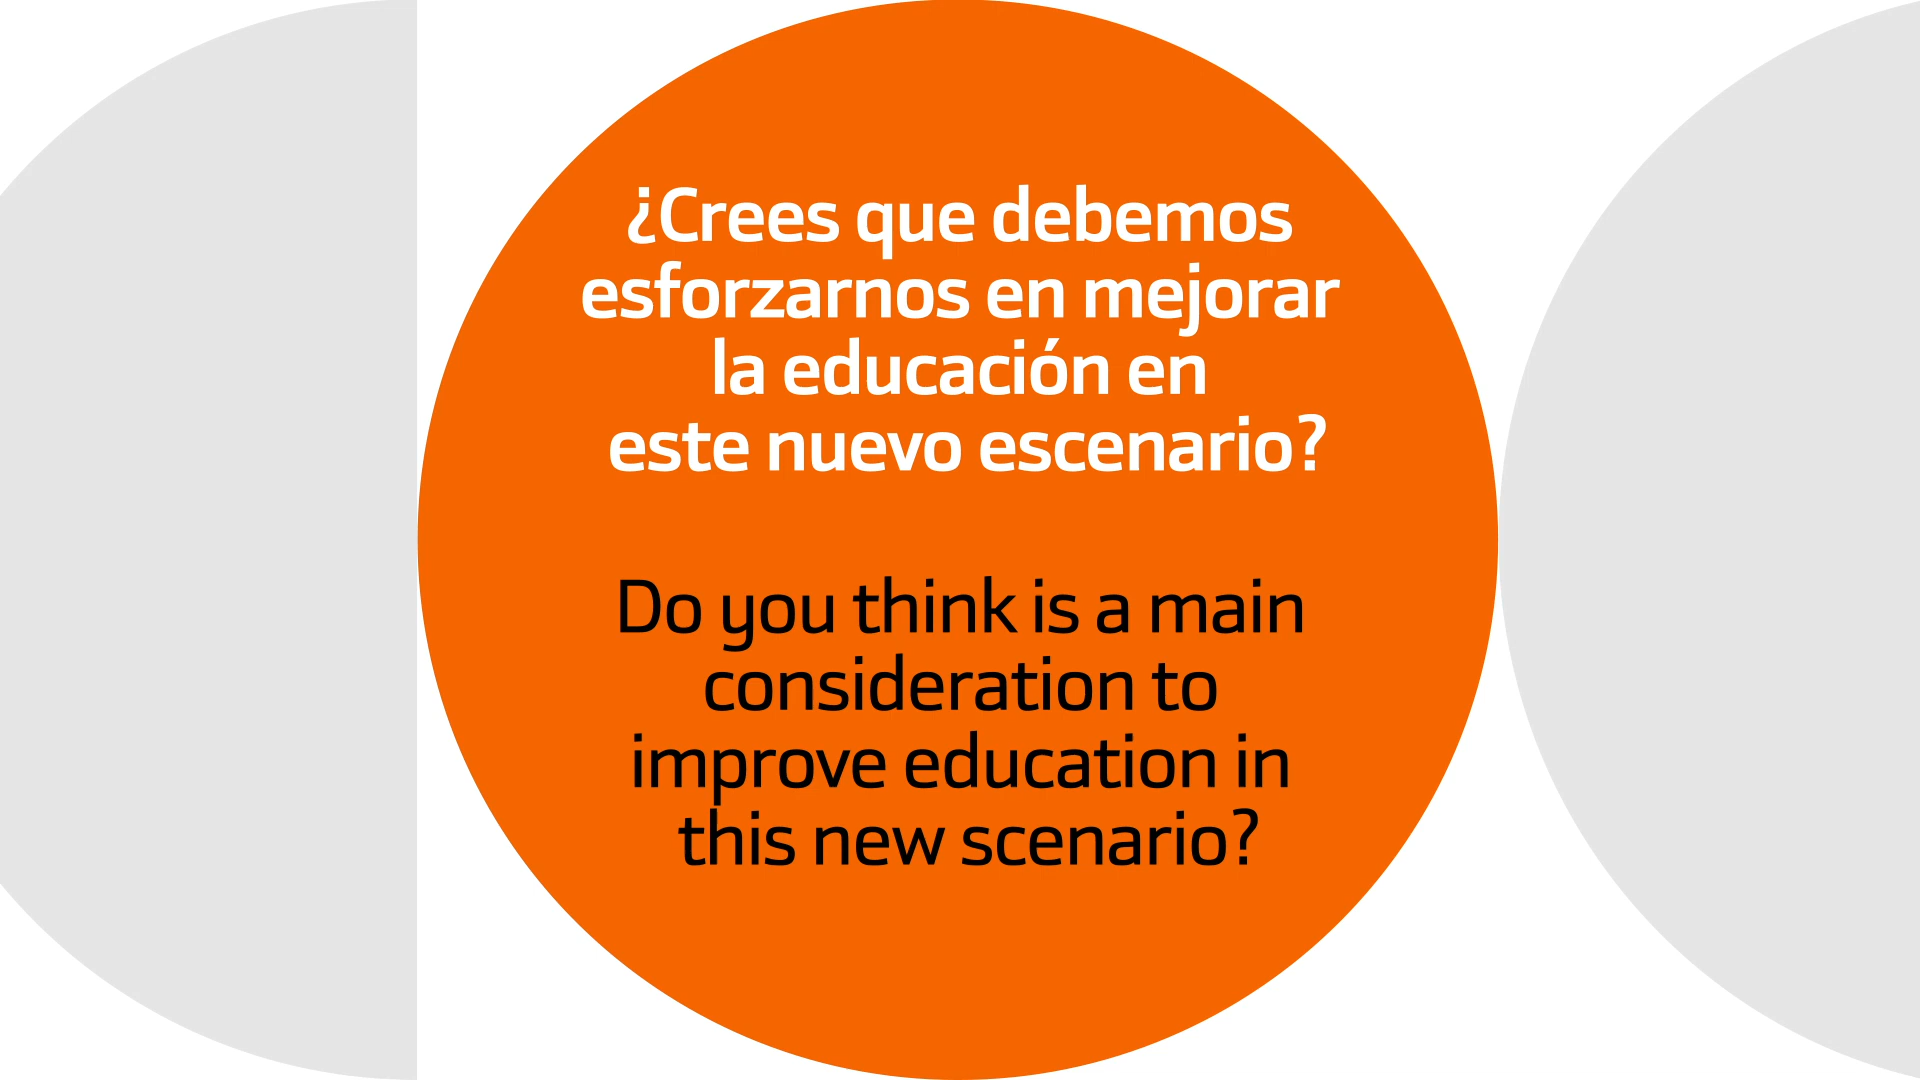 ¿Crees que debemos
esforzarnos en mejorar
la educación en
este nuevo escenario?
Do you think is a main
consideration to
improve education in
this new scenario?